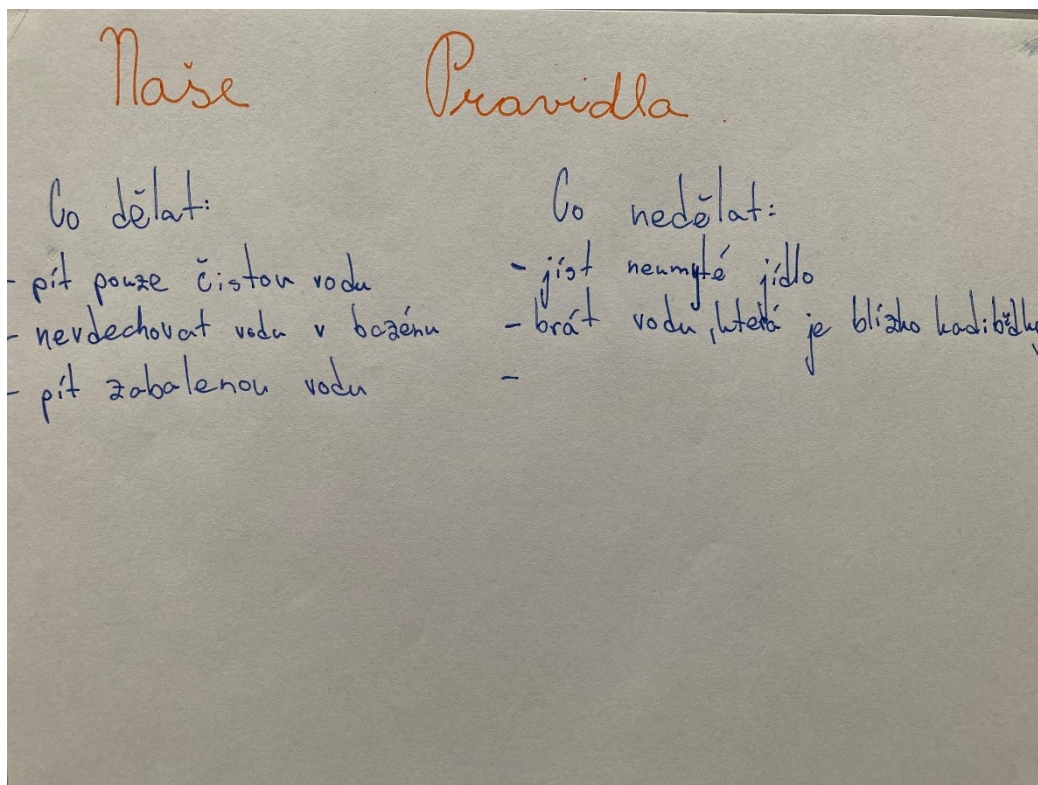 Naše Pravidla
Co dělat:
- pít pouze čistou vodu
- nevdechovat vodu v bazénu
- pít zabalenou vodu
Co nedělat:
- jíst neumyté jídlo
- brát vodu, která je blízko kadibědky
-